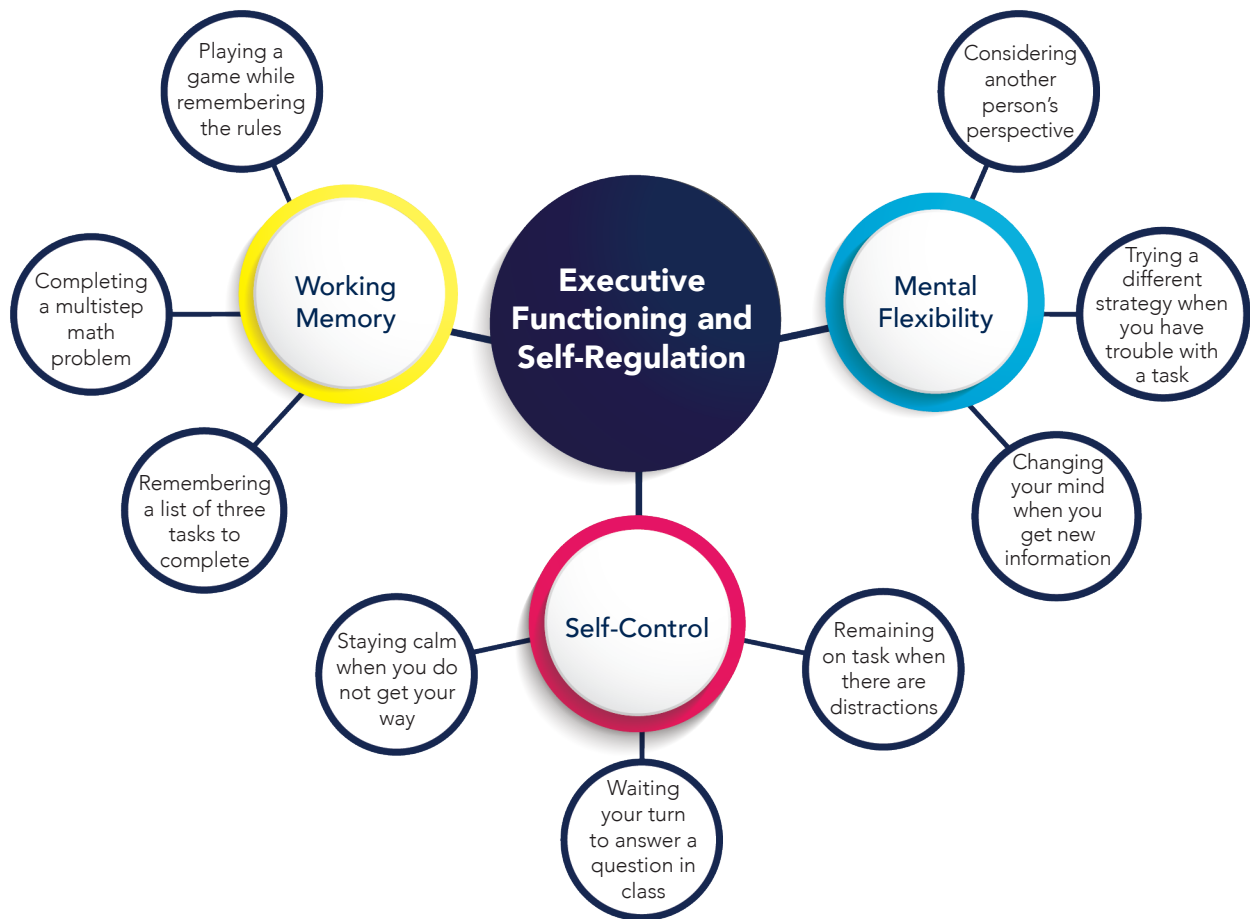 Executive
Functioning and
Self-Regulation
Working
Memory
Playing a
game while
remembering
the rules
Completing
a multistep
math
problem
Remembering
a list of three
tasks to
complete
Mental
Flexibility
Considering
another
person’s
perspective
Trying a
different
strategy when
you have
trouble with
a task
Changing
your mind
when you
get new
information
Self-Control
Staying calm
when you do
not get your
way
Waiting
your turn
to answer a
question in
class
Remaining
on task when
there are
distractions